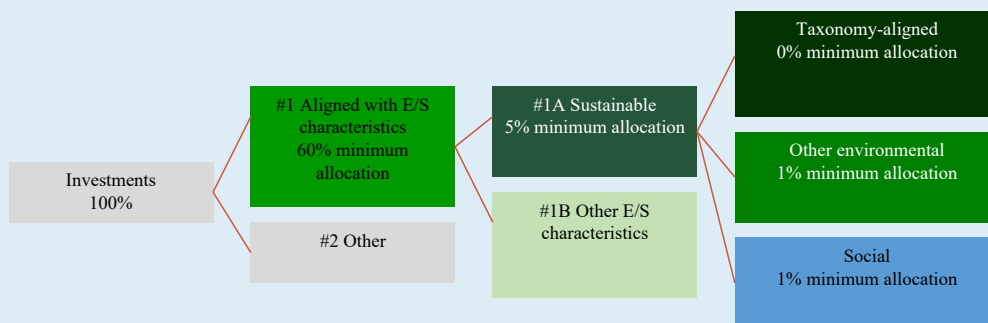 Investments
100%
#1 Aligned with E/S
characteristics
60% minimum
allocation
#2 Other
#1A Sustainable
5% minimum allocation
#1B Other E/S
characteristics
Taxonomy-aligned
0% minimum allocation
Other environmental
1% minimum allocation
Social
1% minimum allocation